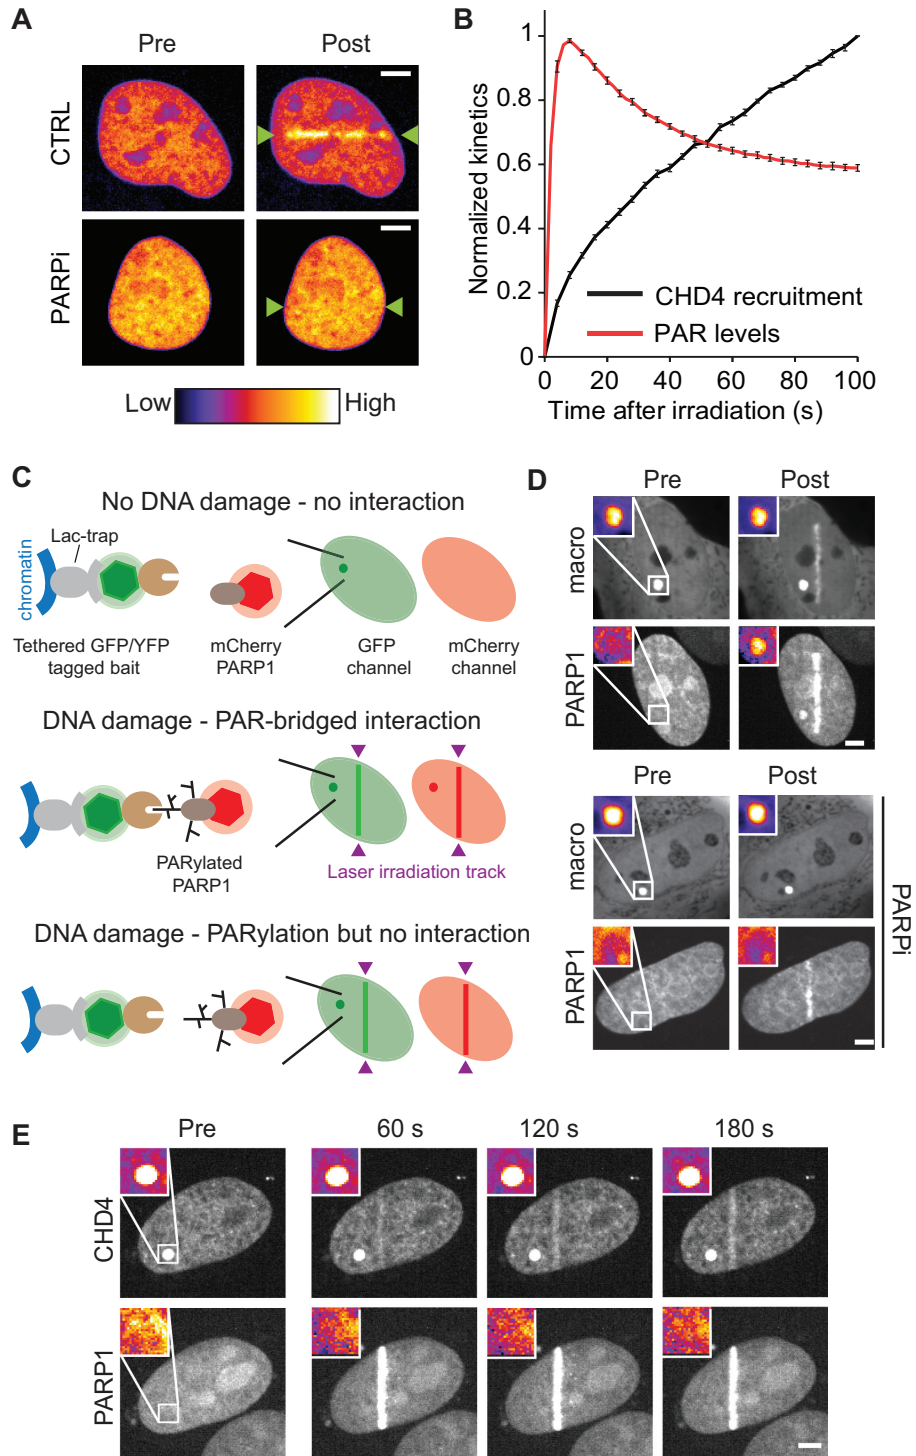 A
Pre
Post
CTRL
PARPi
Low
High
B
Normalized kinetics
1
0.8
0.6
0.4
0.2
0
CHD4 recruitment
PAR levels
0
20
40
60
80
100
Time after irradiation (s)
C
No DNA damage - no interaction
Lac-trap
chromatin
Tethered GFP/YFP
tagged bait
mCherry
PARP1
GFP
channel
mCherry
channel
DNA damage - PAR-bridged interaction
PARylated
PARP1
Laser irradiation track
DNA damage - PARylation but no interaction
D
Pre
Post
macro
PARP1
Pre
Post
macro
PARP1
PARPi
E
Pre
60 s
120 s
180 s
CHD4
PARP1